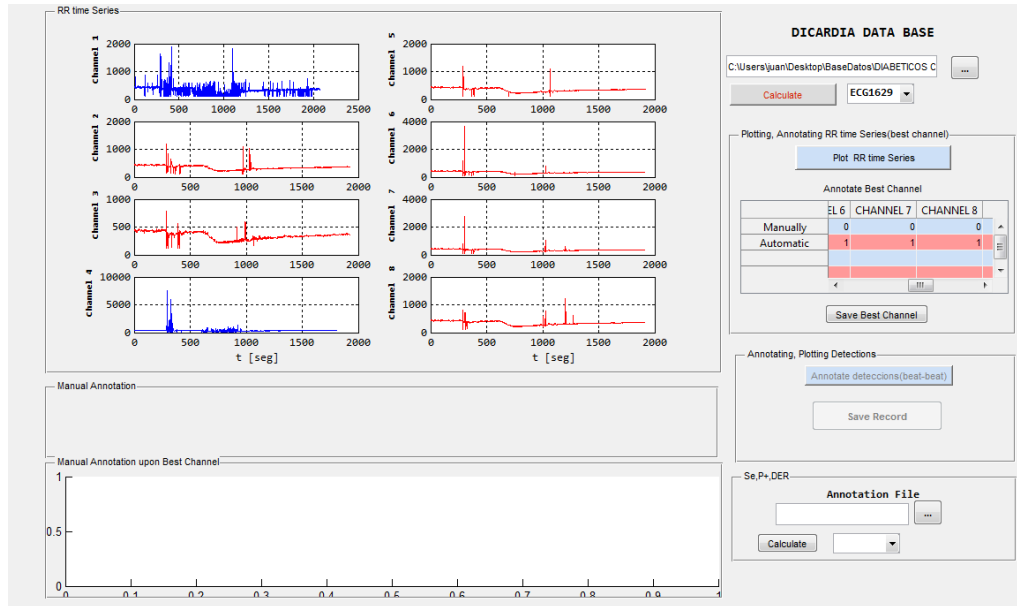 RR time Series
Channel 1
2000
1000
0
0 500 1000 1500 2000 2500
Channel 2
2000
1000
0
0 500 1000 1500 2000
Channel 3
1000
500
0
0 500 1000 1500 2000
Channel 4
10000
5000
0
0 500 1000 1500 2000
t [seg]
Channel 5
2000
1000
0
0 500 1000 1500 2000
Channel 6
4000
2000
0
0 500 1000 1500 2000
Channel 7
4000
2000
0
0 500 1000 1500 2000
Channel 8
2000
1000
0
0 500 1000 1500 2000
t [seg]
Manual Annotation
Manual Annotation upon Best Channel
1
0.5
0
0 0.1 0.2 0.3 0.4 0.5 0.6 0.7 0.8 0.9 1
DICARDIA DATA BASE
C:\Users\juan\Desktop\BaseDatos\DIABETICOS C
...
Calculate
ECG1629
Plotting, Annotating RR time Series(best channel)
Plot RR time Series
Annotate Best Channel
EL 6 CHANNEL 7 CHANNEL 8
Manually 0 0 0
Automatic 1 1 1
Save Best Channel
Annotating, Plotting Detections
Annotate deteccions(beat-beat)
Save Record
Se,P+,DER
Annotation File
...
Calculate